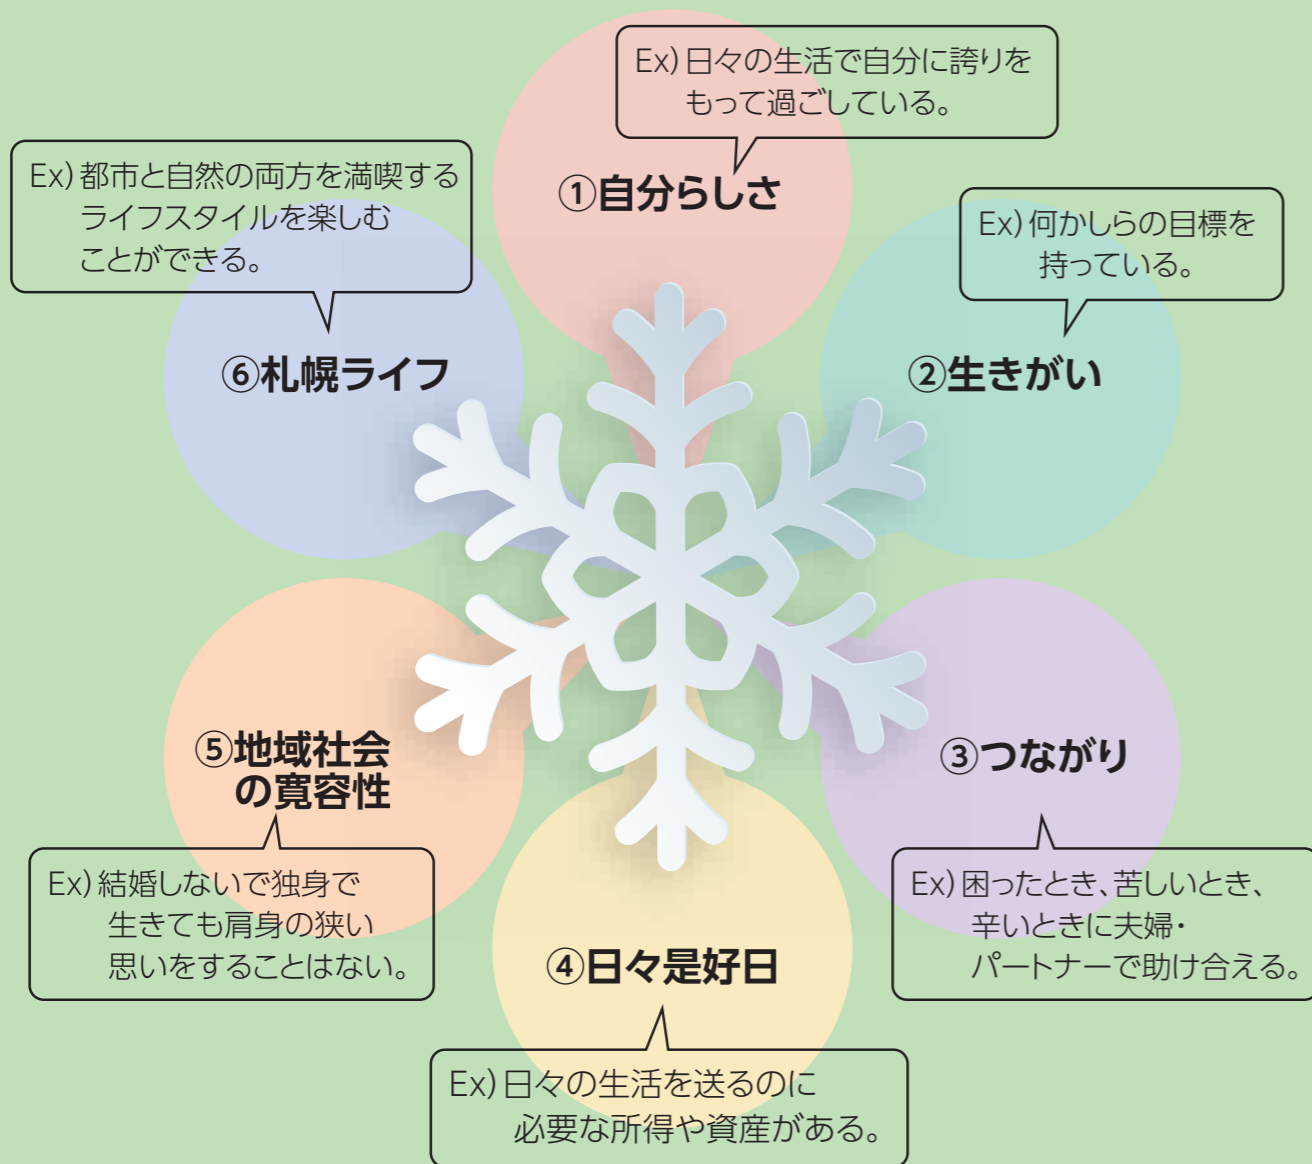 ①自分らしさ
Ex)日々の生活で自分に誇りを
もって過ごしている。
②生きがい
Ex)何かしらの目標を
持っている。
③つながり
Ex)困ったとき、苦しいとき、
辛いときに夫婦・
パートナーで助け合える。
④日々是好日
Ex)日々の生活を送るのに
必要な所得や資産がある。
⑤地域社会
の寛容性
Ex)結婚しないで独身で
生きても肩身の狭い
思いをすることはない。
⑥札幌ライフ
Ex)都市と自然の両方を満喫する
ライフスタイルを楽しむ
ことができる。